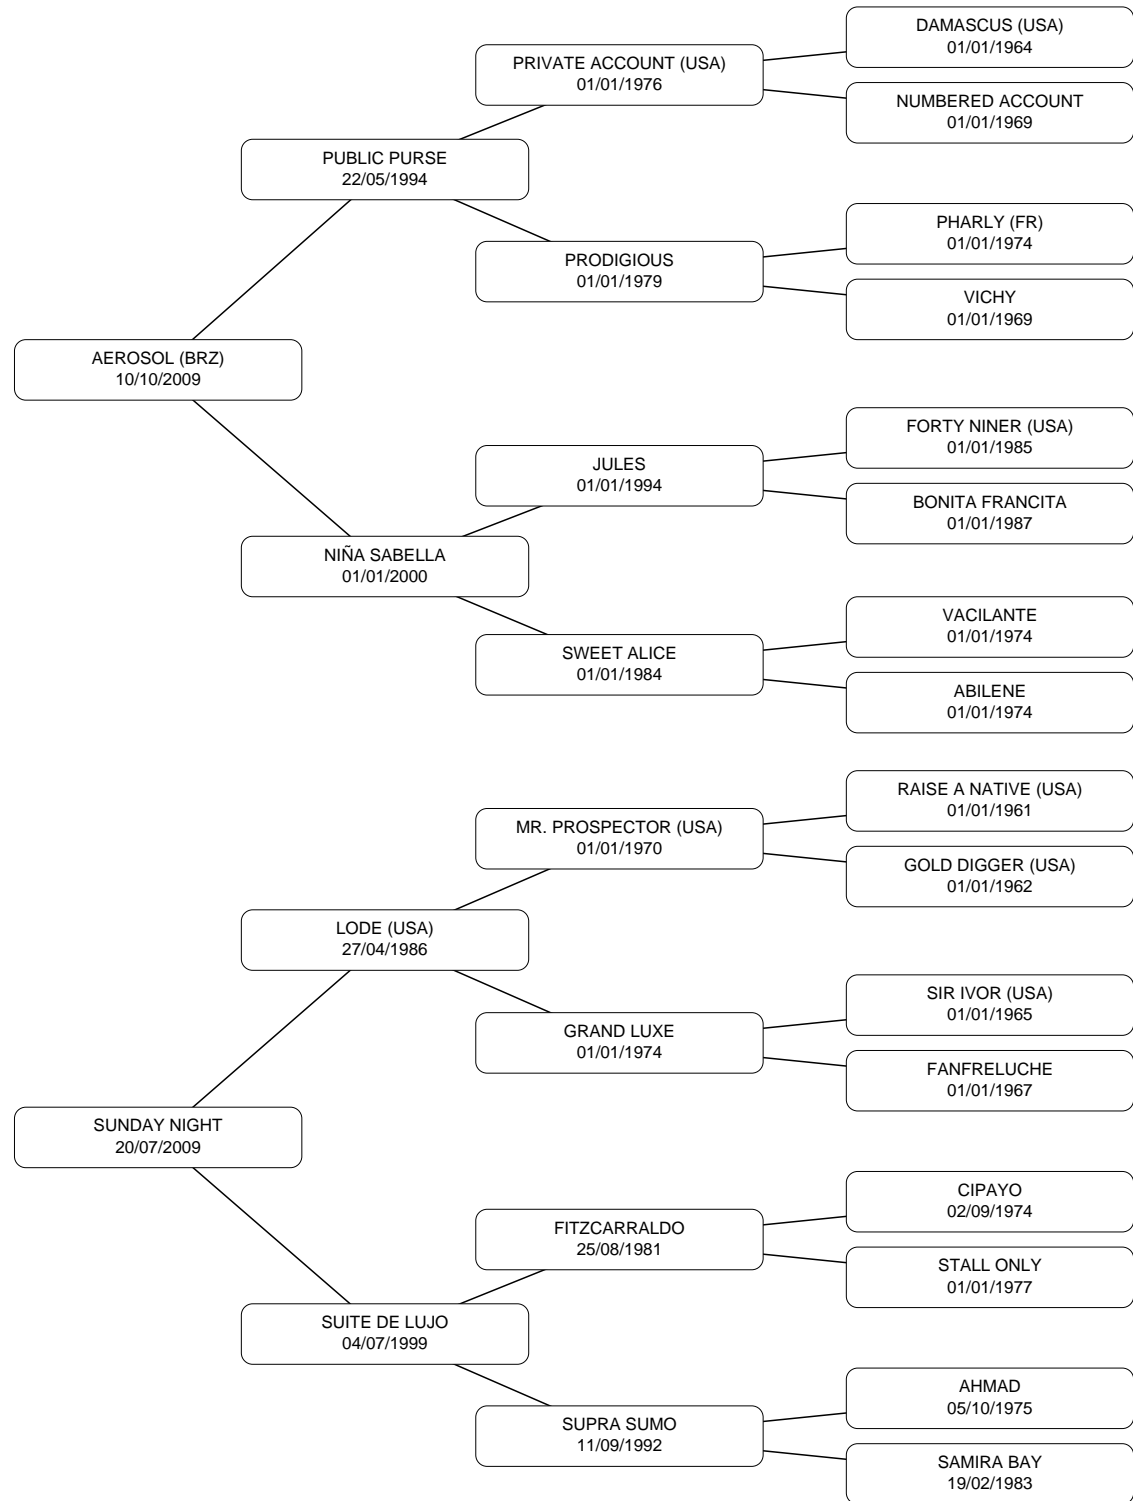 DAMASCUS (USA)
01/01/1964
PRIVATE ACCOUNT (USA)
01/01/1976
NUMBERED ACCOUNT
01/01/1969
PUBLIC PURSE
22/05/1994
PHARLY (FR)
01/01/1974
PRODIGIOUS
01/01/1979
VICHY
01/01/1969
AEROSOL (BRZ)
10/10/2009
FORTY NINER (USA)
01/01/1985
JULES
01/01/1994
BONITA FRANCITA
01/01/1987
NIÑA SABELLA
01/01/2000
VACILANTE
01/01/1974
SWEET ALICE
01/01/1984
ABILENE
01/01/1974
RAISE A NATIVE (USA)
01/01/1961
MR. PROSPECTOR (USA)
01/01/1970
GOLD DIGGER (USA)
01/01/1962
LODE (USA)
27/04/1986
SIR IVOR (USA)
01/01/1965
GRAND LUXE
01/01/1974
FANFRELUCHE
01/01/1967
SUNDAY NIGHT
20/07/2009
CIPAYO
02/09/1974
FITZCARRALDO
25/08/1981
STALL ONLY
01/01/1977
SUITE DE LUJO
04/07/1999
AHMAD
05/10/1975
SUPRA SUMO
11/09/1992
SAMIRA BAY
19/02/1983